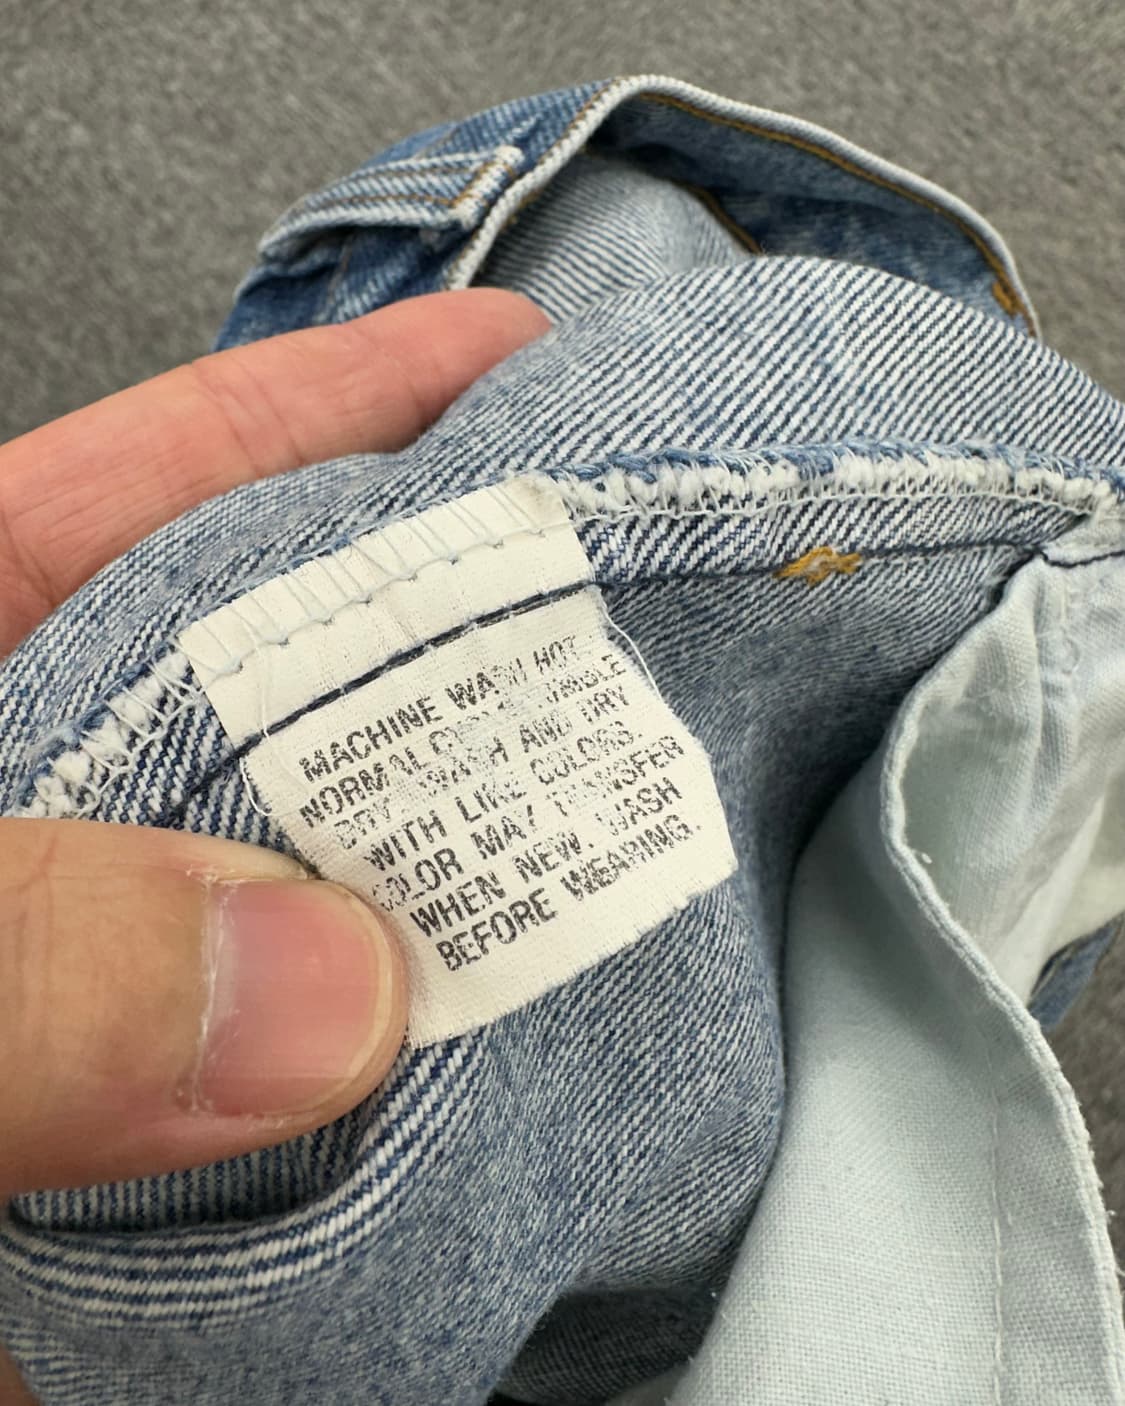 MACHINE WASH HOT
NORMAL CYCLE TUMBLE
DRY. WASH AND DRY
WITH LIKE COLORS.
COLOR MAY TRANSFER
WHEN NEW. WASH
BEFORE WEARING.